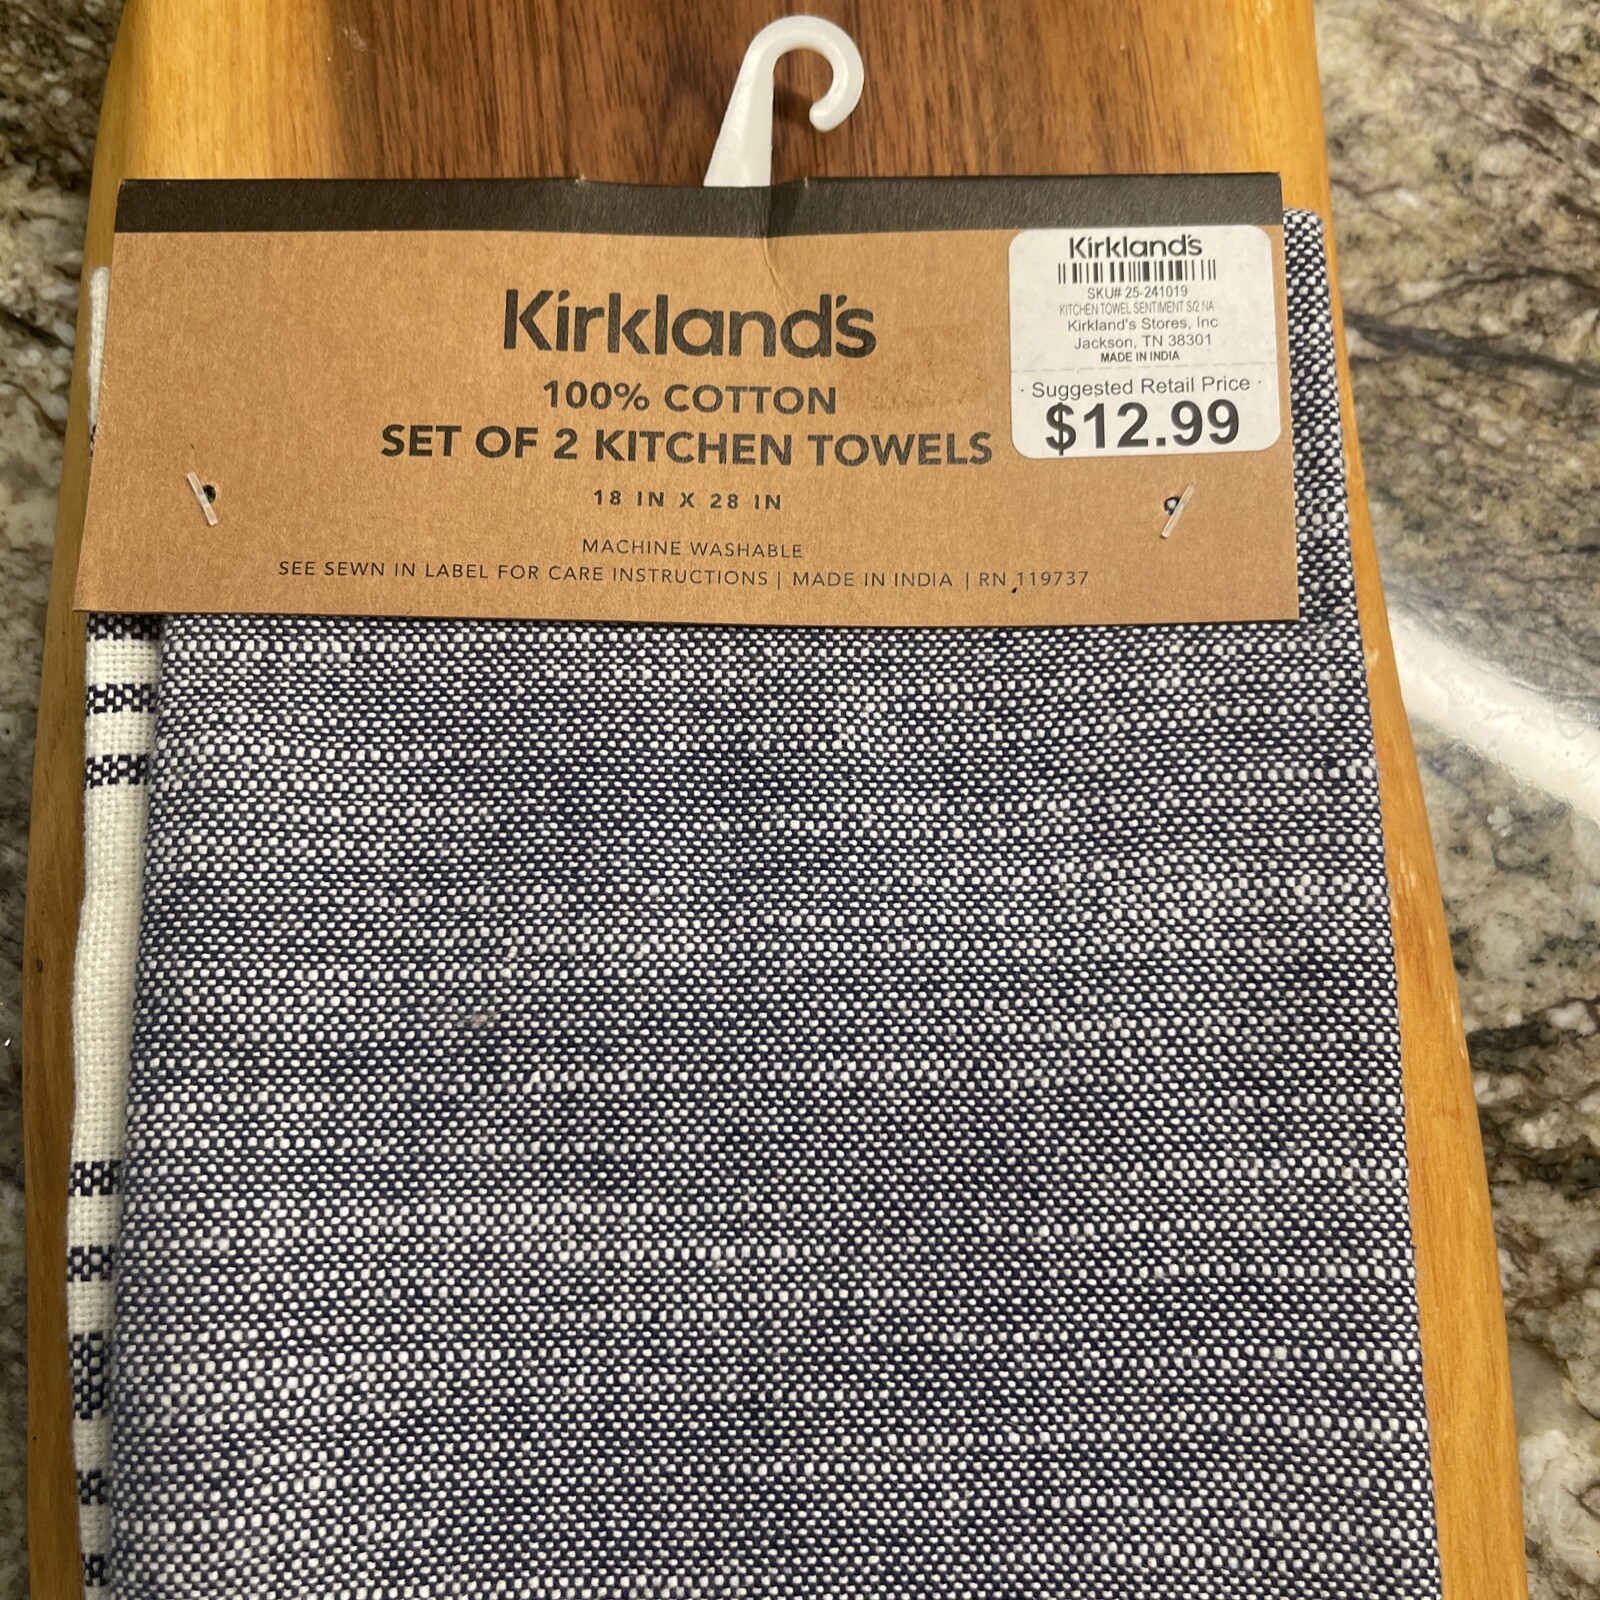 Kirkland's
100% COTTON
SET OF 2 KITCHEN TOWELS
18 IN X 28 IN
MACHINE WASHABLE
SEE SEWN IN LABEL FOR CARE INSTRUCTIONS | MADE IN INDIA | RN 119737
Kirkland's
SKU# 25-241019
KITCHEN TOWEL SENTIMENT S/2 NA
Kirkland's Stores, Inc
Jackson, TN 38301
MADE IN INDIA
· Suggested Retail Price ·
$12.99